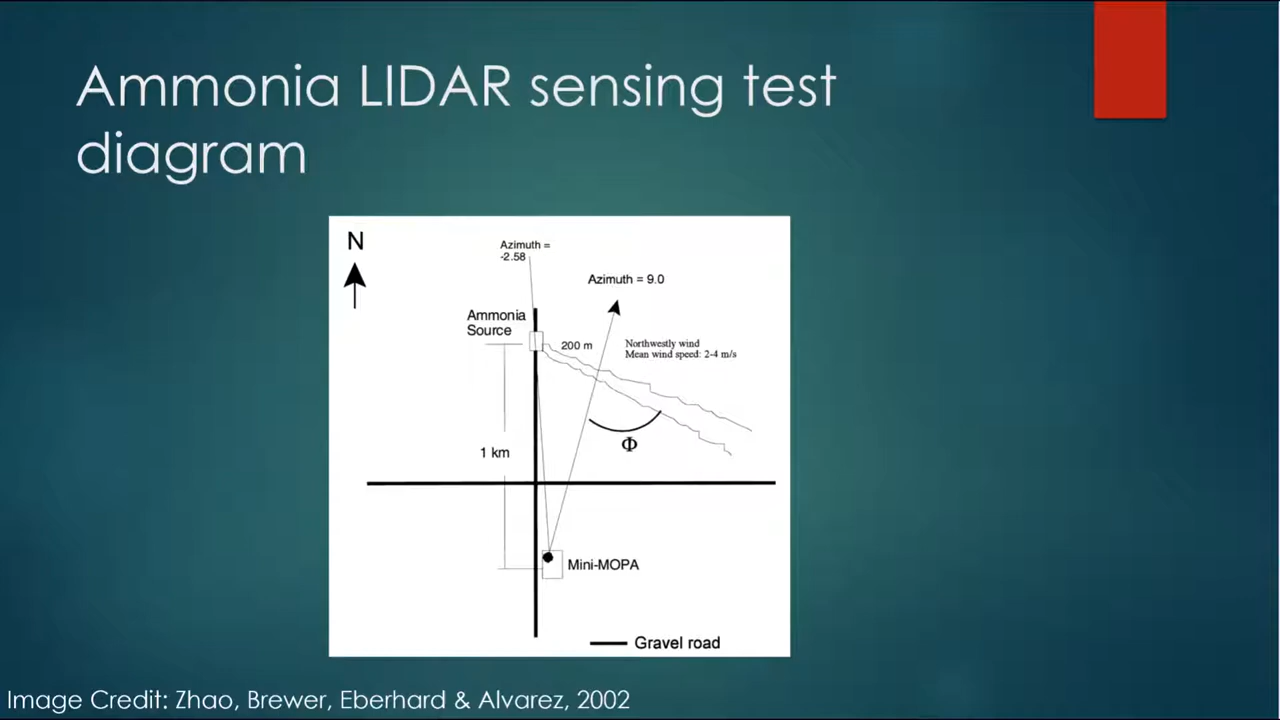 Ammonia LIDAR sensing test
diagram
N
Azimuth =
-2.58
Azimuth = 9.0
Ammonia
Source
200 m
Northwestly wind
Mean wind speed: 2-4 m/s
Φ
1 km
Mini-MOPA
Gravel road
Image Credit: Zhao, Brewer, Eberhard & Alvarez, 2002